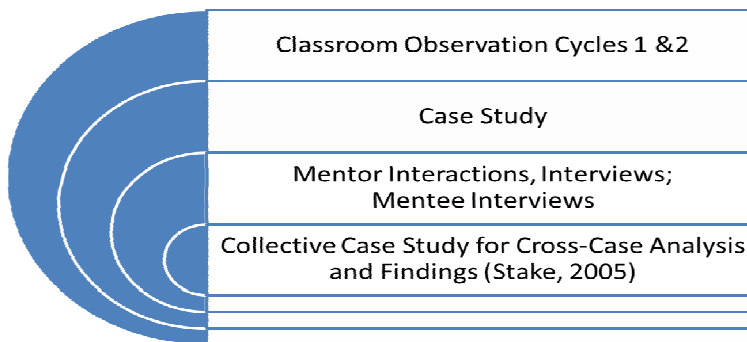 Classroom Observation Cycles 1 &2
Case Study
Mentor Interactions, Interviews;
Mentee Interviews
Collective Case Study for Cross-Case Analysis
and Findings (Stake, 2005)